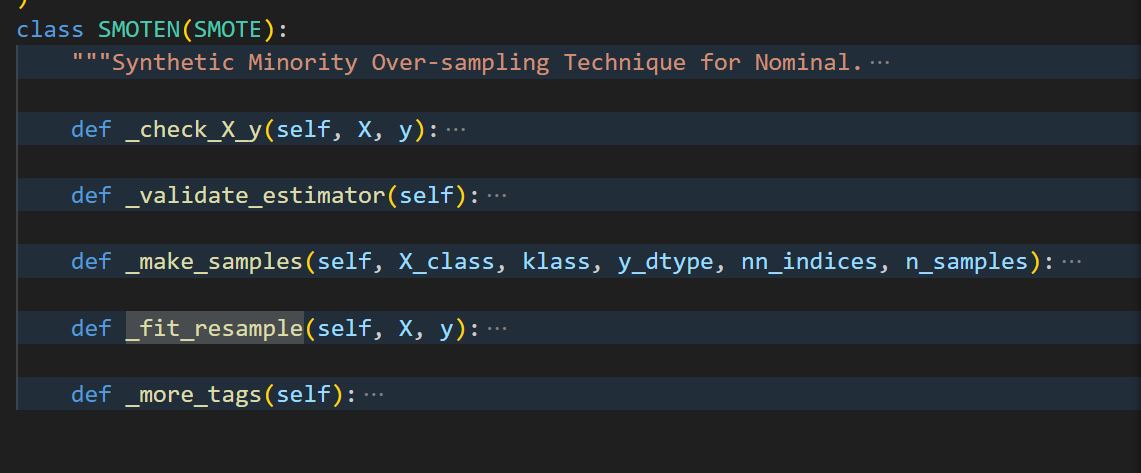 )
class SMOTEN(SMOTE):
"""Synthetic Minority Over-sampling Technique for Nominal.···
def _check_X_y(self, X, y):···
def _validate_estimator(self):···
def _make_samples(self, X_class, klass, y_dtype, nn_indices, n_samples):···
def _fit_resample(self, X, y):···
def _more_tags(self):···